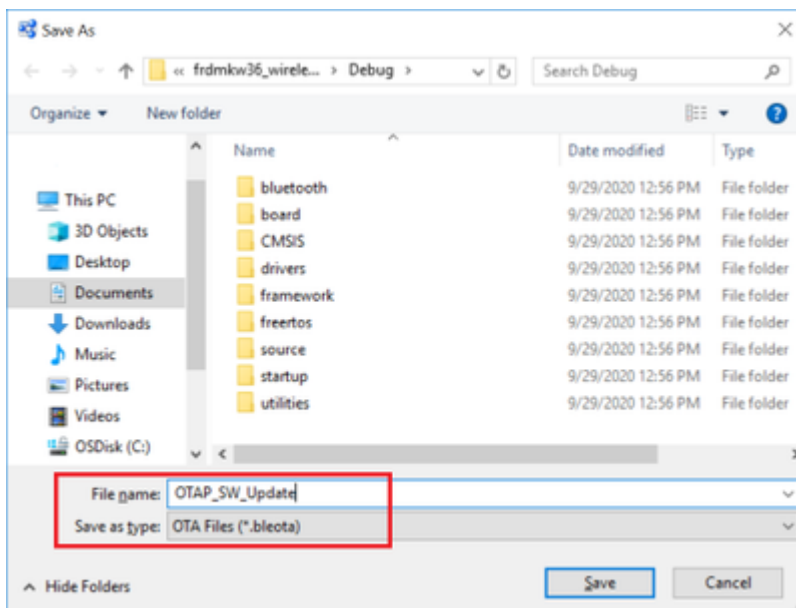 Save As
« frdmkw36_wirele... > Debug >
Search Debug
Organize
New folder
Name Date modified Type
This PC
3D Objects
Desktop
Documents
Downloads
Music
Pictures
Videos
OSDisk (C:)
bluetooth 9/29/2020 12:56 PM File folder
board 9/29/2020 12:56 PM File folder
CMSIS 9/29/2020 12:56 PM File folder
drivers 9/29/2020 12:56 PM File folder
framework 9/29/2020 12:56 PM File folder
freertos 9/29/2020 12:56 PM File folder
source 9/29/2020 12:56 PM File folder
startup 9/29/2020 12:56 PM File folder
utilities 9/29/2020 12:56 PM File folder
File name: OTAP_SW_Update
Save as type: OTA Files (*.bleota)
Hide Folders
Save
Cancel